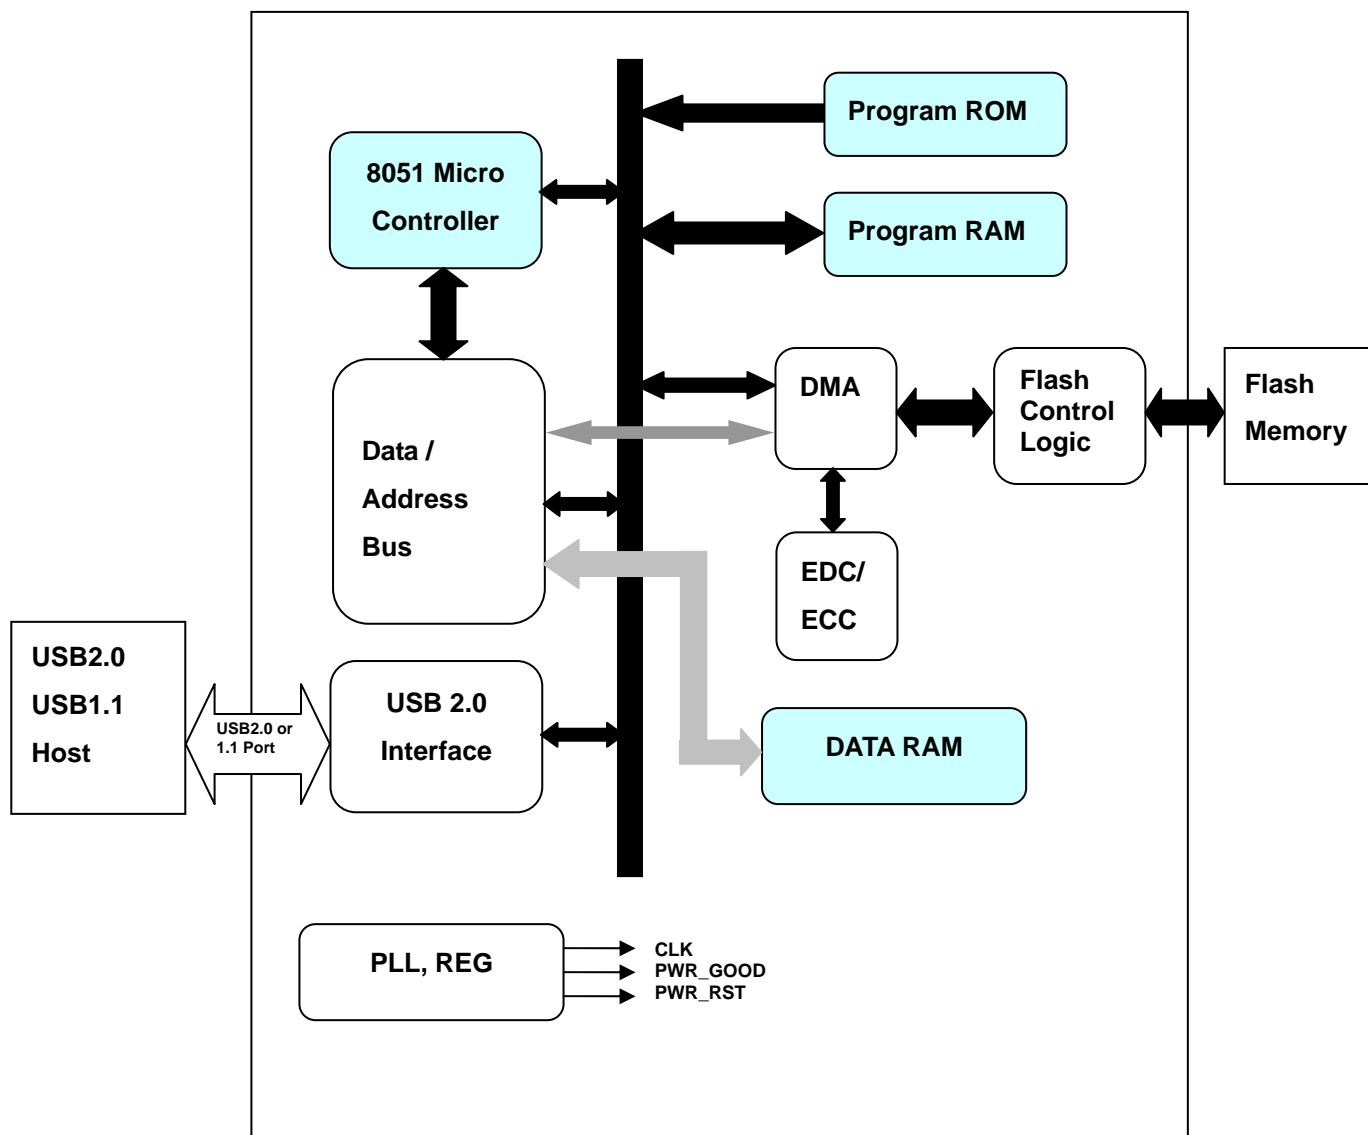 Program ROM
8051 Micro
Controller
Program RAM
DMA
Flash
Control
Logic
Flash
Memory
Data /
Address
Bus
EDC/
ECC
USB2.0
USB1.1
Host
USB2.0 or
1.1 Port
USB 2.0
Interface
DATA RAM
PLL, REG
CLK
PWR_GOOD
PWR_RST